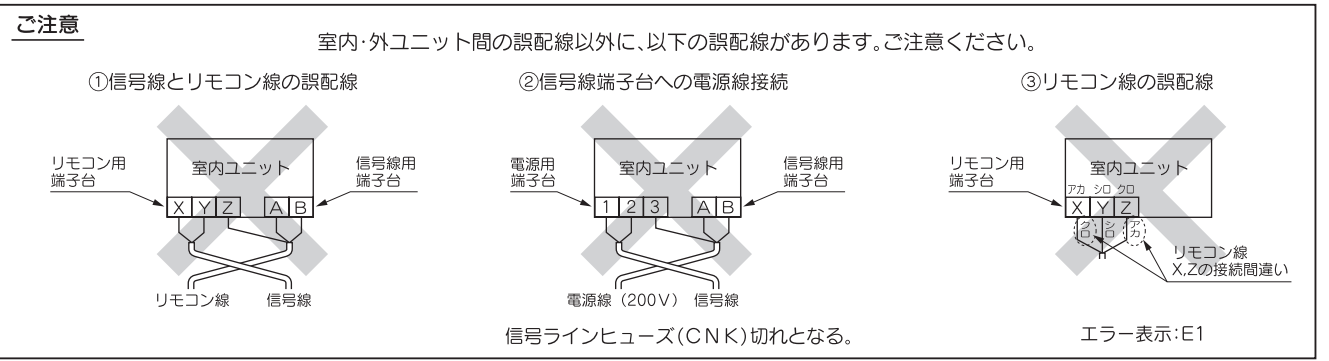 ご注意
室内・外ユニット間の誤配線以外に、以下の誤配線があります。ご注意ください。
①信号線とリモコン線の誤配線
リモコン用
端子台
室内ユニット
信号線用
端子台
X Y Z A B
リモコン線 信号線
②信号線端子台への電源線接続
電源用
端子台
室内ユニット
信号線用
端子台
1 2 3 A B
電源線(200V) 信号線
信号ラインヒューズ(CNK)切れとなる。
③リモコン線の誤配線
リモコン用
端子台
室内ユニット
アカ シロ クロ
X Y Z
クロ シロ アカ
リモコン線
X,Zの接続間違い
エラー表示:E1